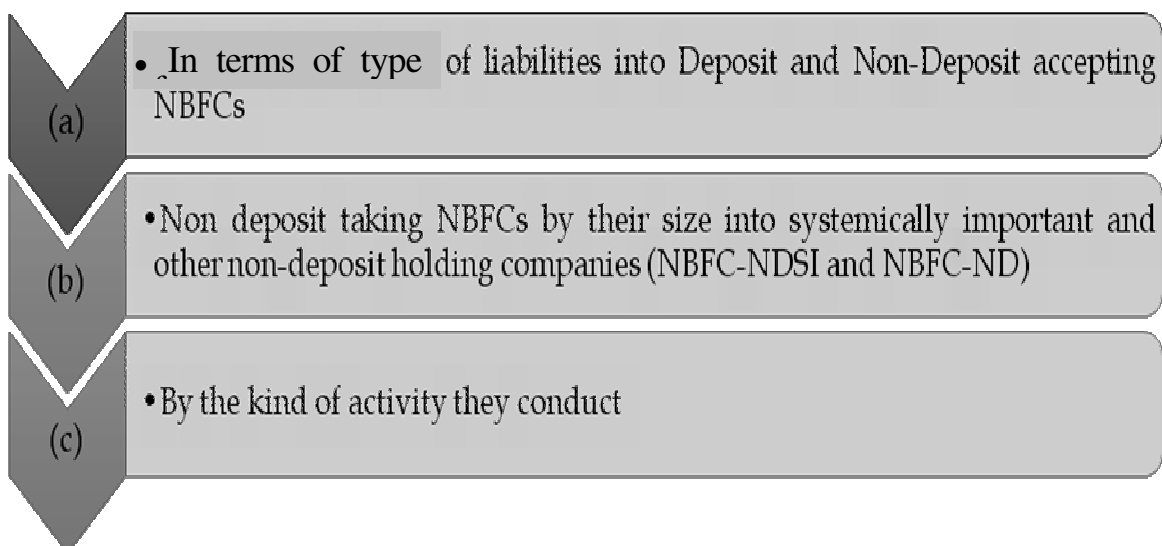 (a)
• In terms of type of liabilities into Deposit and Non-Deposit accepting
NBFCs
(b)
•Non deposit taking NBFCs by their size into systemically important and
other non-deposit holding companies (NBFC-NDSI and NBFC-ND)
(c)
•By the kind of activity they conduct